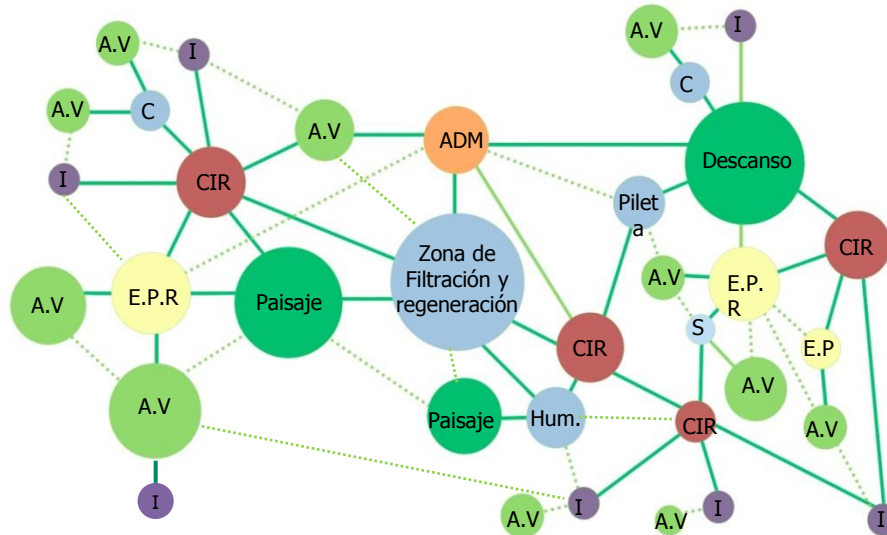 A.V
I
A.V
C
I
A.V
CIR
A.V
ADM
A.V
I
C
Descanso
Pilet
a
CIR
Zona de
Filtración y
regeneración
A.V
E.P.R
Paisaje
A.V
E.P.
R
S
E.P
CIR
A.V
A.V
Paisaje
Hum.
CIR
A.V
I
A.V
I
A.V
I
I